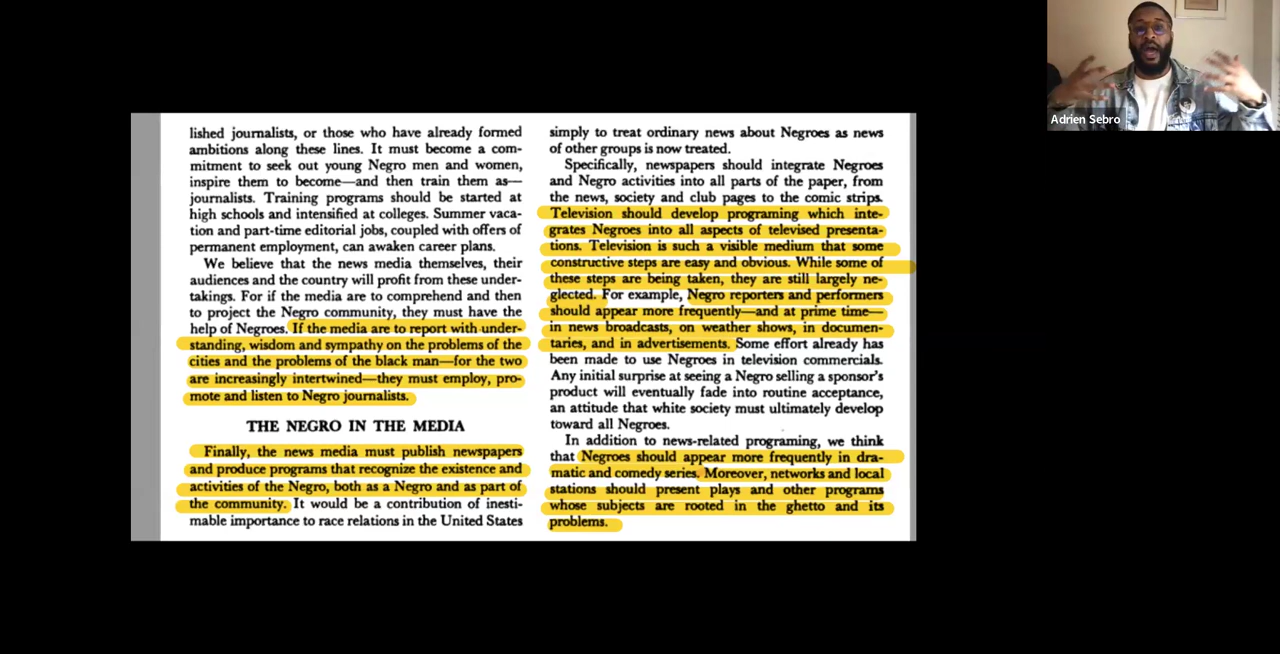 lished journalists, or those who have already formed
ambitions along these lines. It must become a com-
mitment to seek out young Negro men and women,
inspire them to become—and then train them as—
journalists. Training programs should be started at
high schools and intensified at colleges. Summer vaca-
tion and part-time editorial jobs, coupled with offers of
permanent employment, can awaken career plans.
We believe that the news media themselves, their
audiences and the country will profit from these under-
takings. For if the media are to comprehend and then
to project the Negro community, they must have the
help of Negroes. If the media are to report with under-
standing, wisdom and sympathy on the problems of the
cities and the problems of the black man—for the two
are increasingly intertwined—they must employ, pro-
mote and listen to Negro journalists.
THE NEGRO IN THE MEDIA
Finally, the news media must publish newspapers
and produce programs that recognize the existence and
activities of the Negro, both as a Negro and as part of
the community. It would be a contribution of inesti-
mable importance to race relations in the United States
simply to treat ordinary news about Negroes as news
of other groups is now treated.
Specifically, newspapers should integrate Negroes
and Negro activities into all parts of the paper, from
the news, society and club pages to the comic strips.
Television should develop programing which inte-
grates Negroes into all aspects of televised presenta-
tions. Television is such a visible medium that some
constructive steps are easy and obvious. While some of
these steps are being taken, they are still largely ne-
glected. For example, Negro reporters and performers
should appear more frequently—and at prime time—
in news broadcasts, on weather shows, in documen-
taries, and in advertisements. Some effort already has
been made to use Negroes in television commercials.
Any initial surprise at seeing a Negro selling a sponsor's
product will eventually fade into routine acceptance,
an attitude that white society must ultimately develop
toward all Negroes.
In addition to news-related programing, we think
that Negroes should appear more frequently in dra-
matic and comedy series. Moreover, networks and local
stations should present plays and other programs
whose subjects are rooted in the ghetto and its
problems.
Adrien Sebro